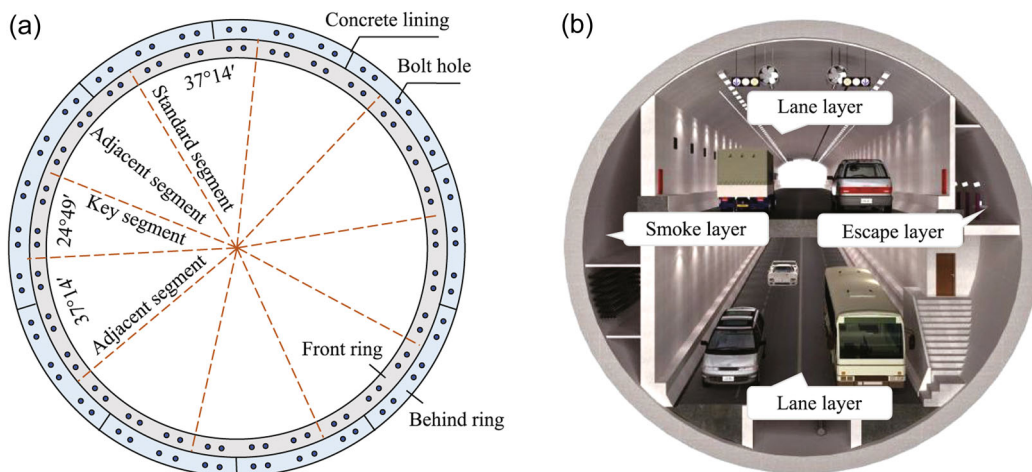 (a)
Concrete lining
Bolt hole
37°14'
Standard segment
Adjacent segment
Key segment
24°49'
37°14'
Adjacent segment
Front ring
Behind ring
(b)
Lane layer
Smoke layer
Escape layer
Lane layer